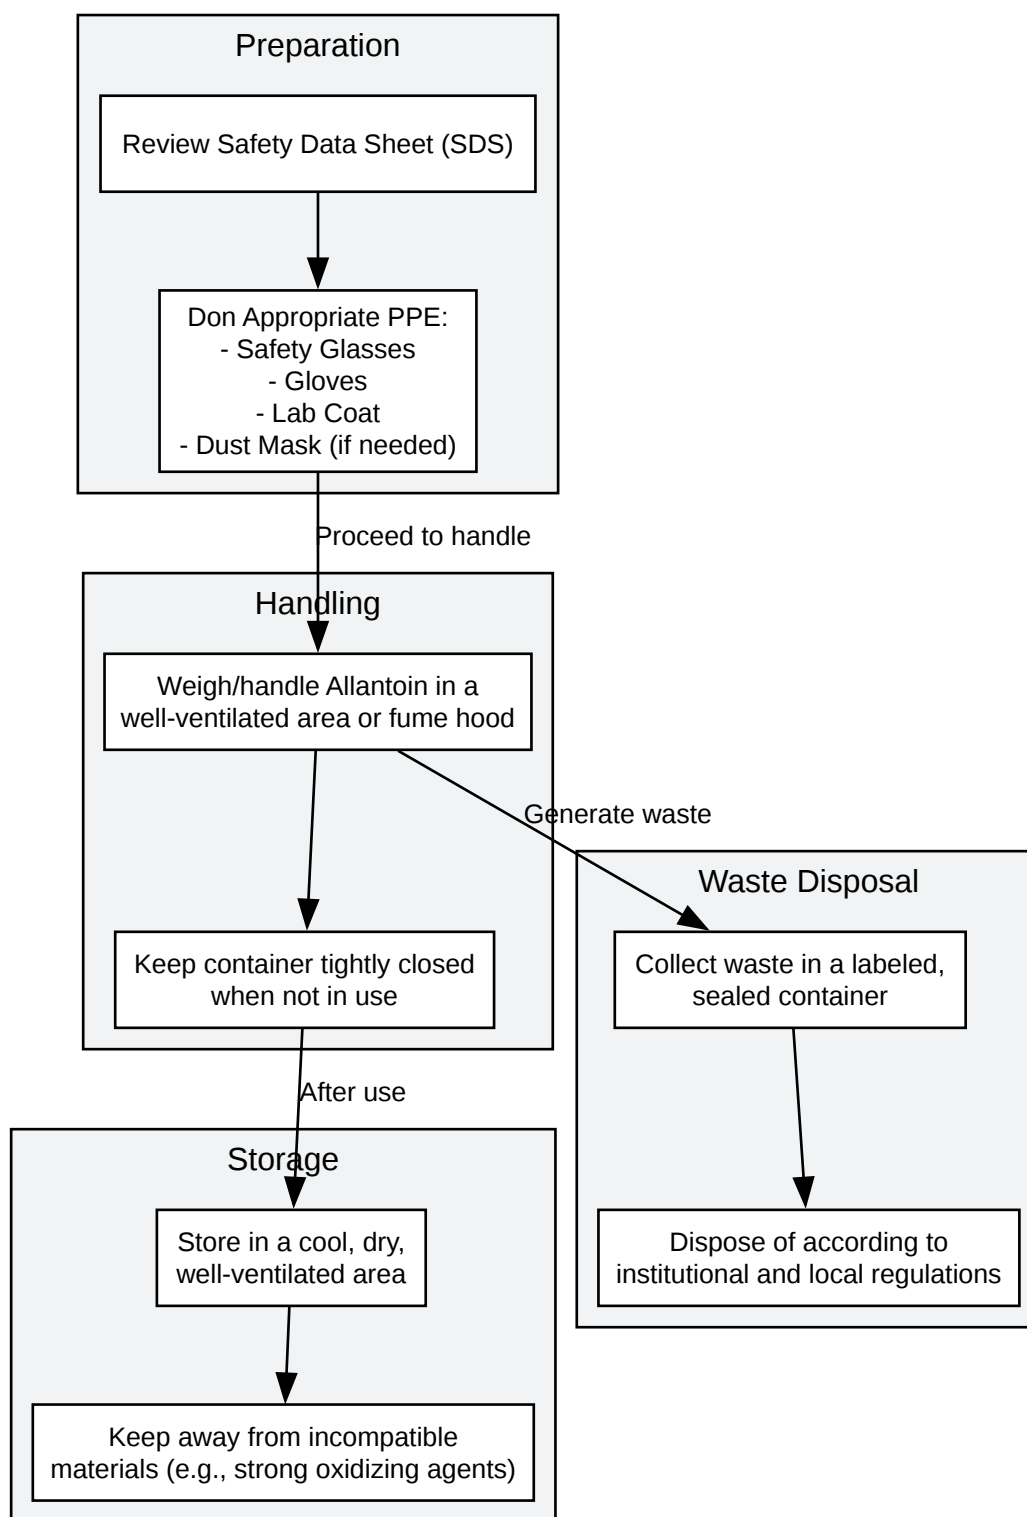 Preparation
Review Safety Data Sheet (SDS)
Don Appropriate PPE:
- Safety Glasses
- Gloves
- Lab Coat
- Dust Mask (if needed)
Proceed to handle
Handling
Weigh/handle Allantoin in a
well-ventilated area or fume hood
Generate waste
Waste Disposal
Keep container tightly closed
when not in use
Collect waste in a labeled,
sealed container
After use
Storage
Store in a cool, dry,
well-ventilated area
Dispose of according to
institutional and local regulations
Keep away from incompatible
materials (e.g., strong oxidizing agents)